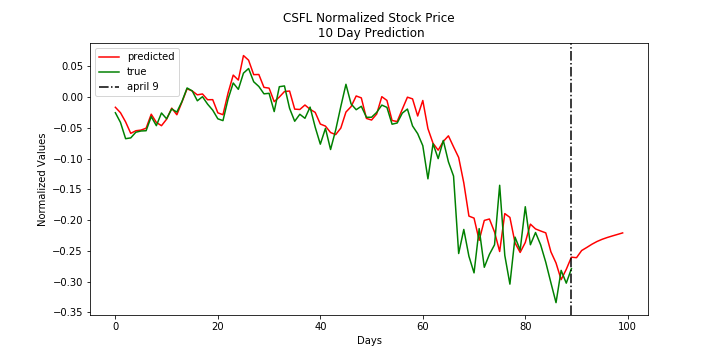 CSFL Normalized Stock Price
10 Day Prediction
predicted
true
april 9
Normalized Values
0.05
0.00
−0.05
−0.10
−0.15
−0.20
−0.25
−0.30
−0.35
0 20 40 60 80 100
Days